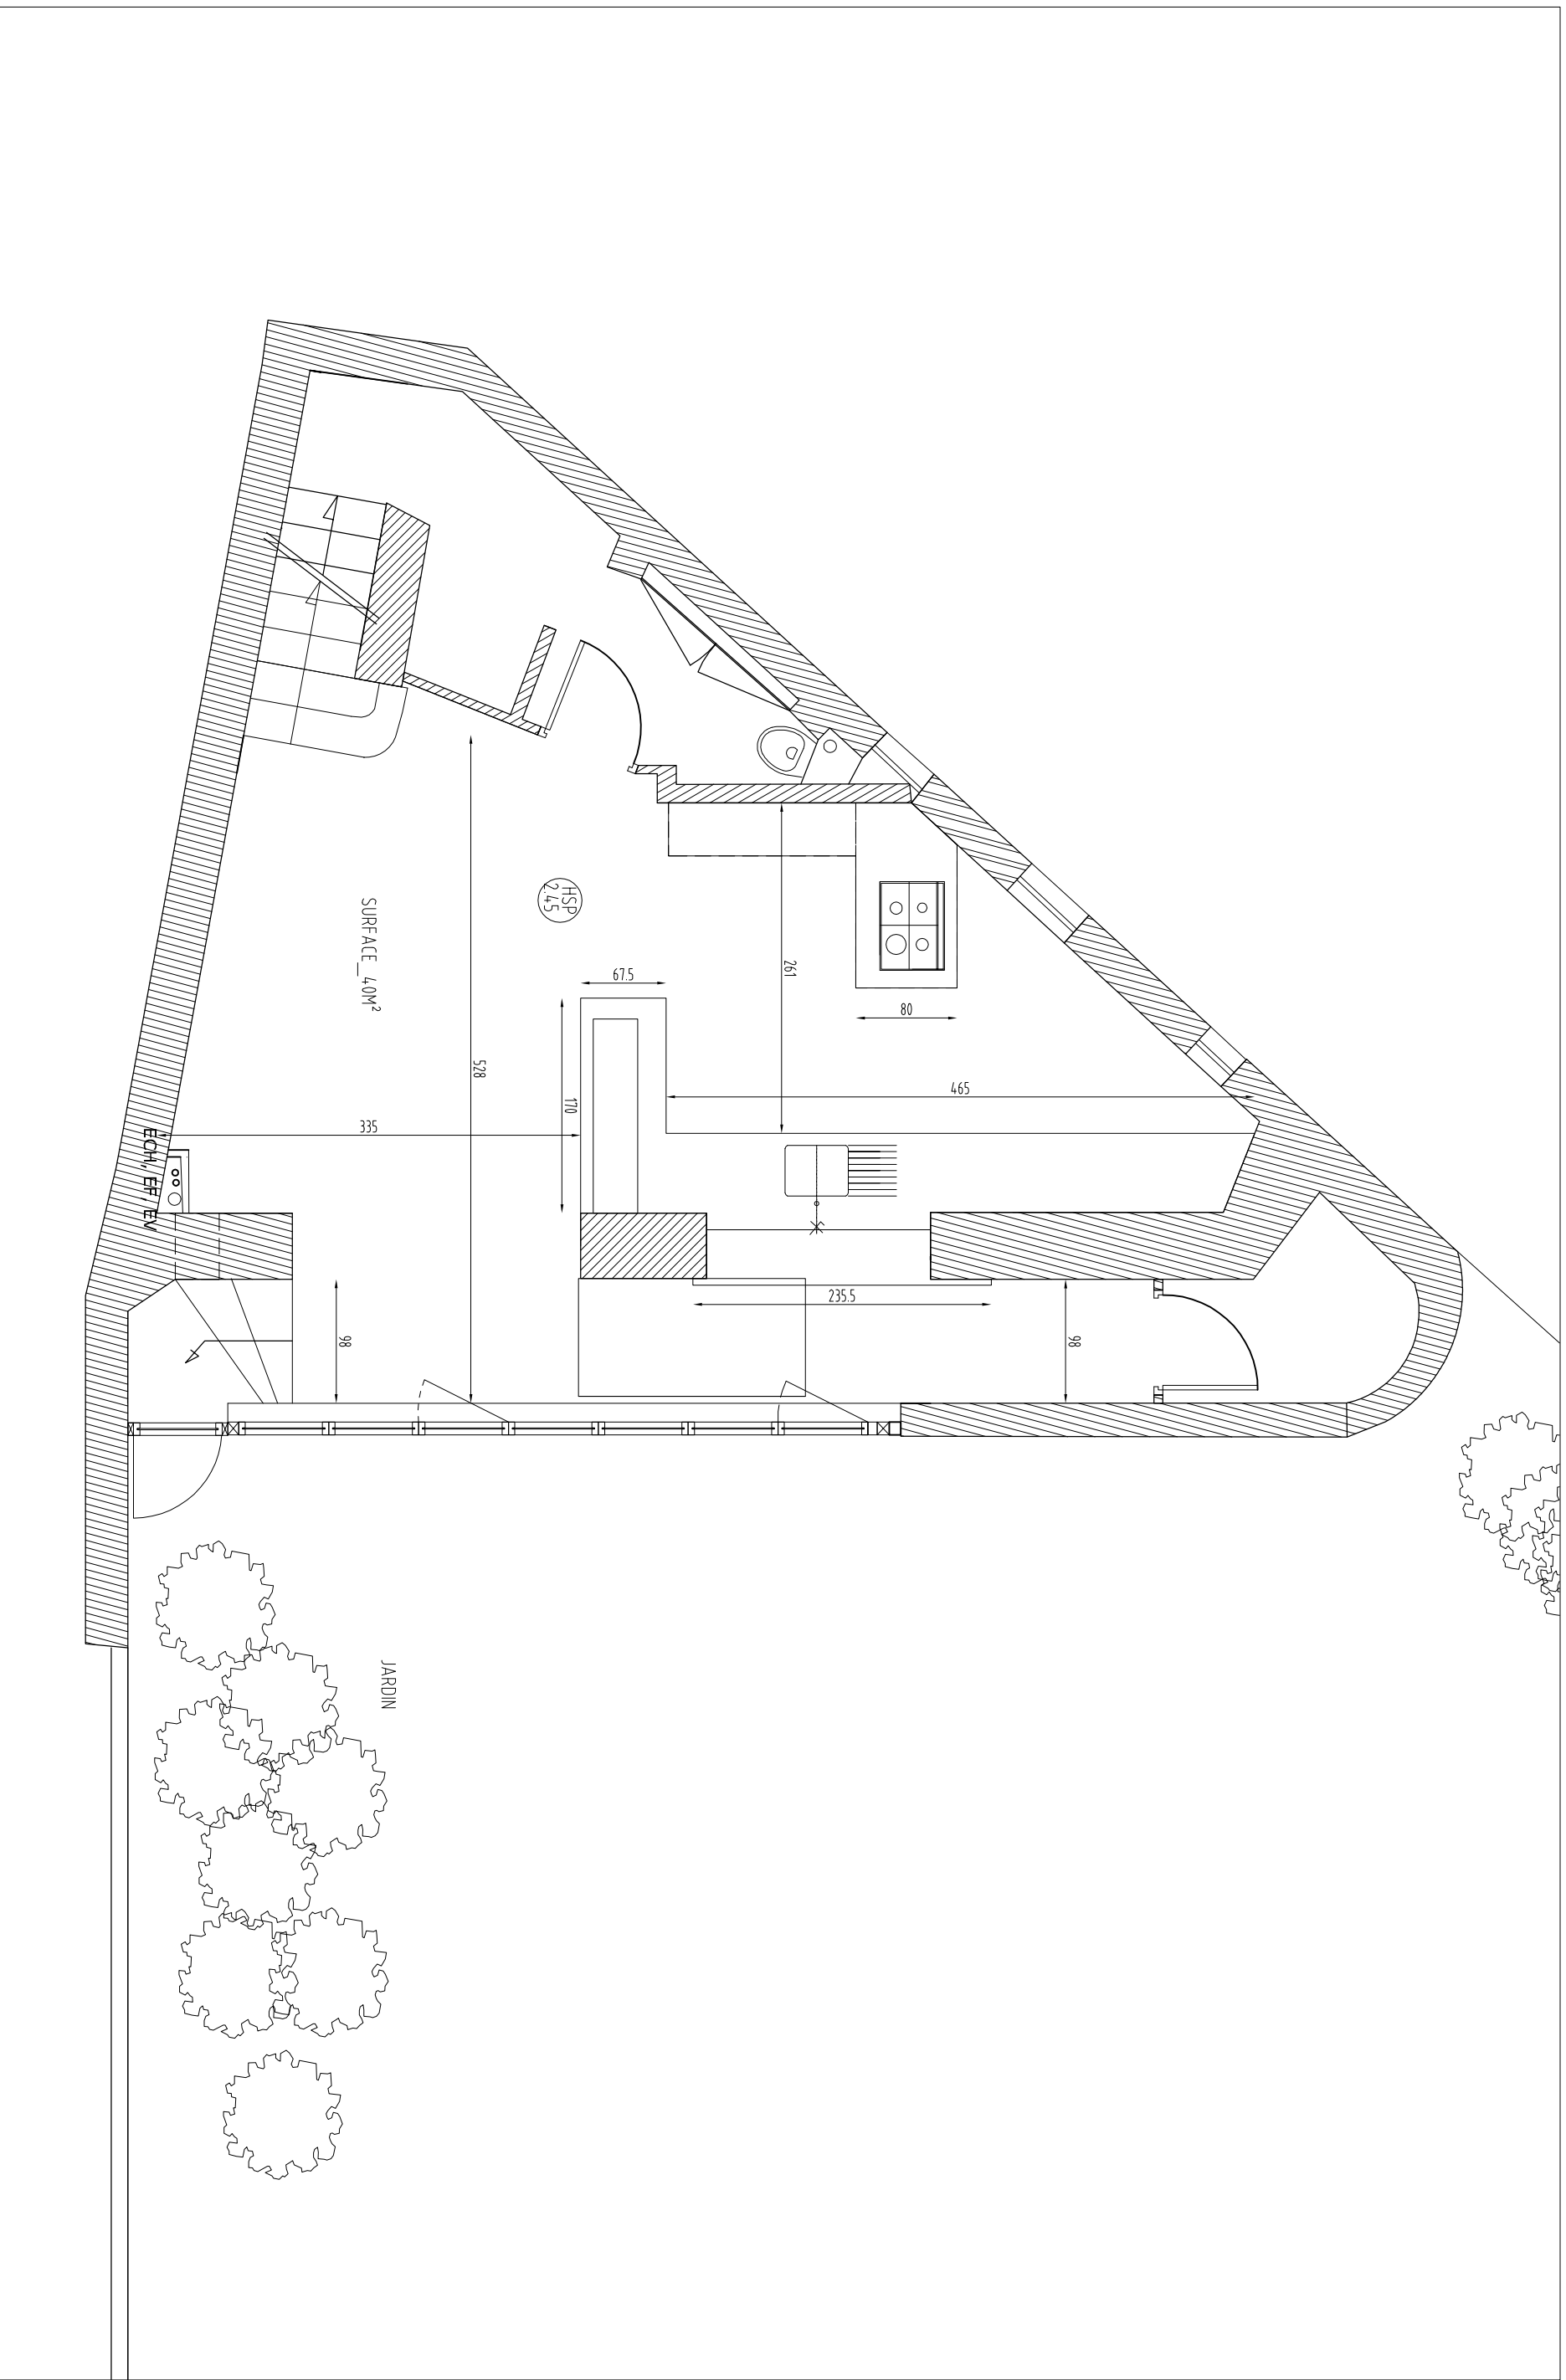 HSP
2.45
SURFACE_40M²
261
67.5
80
528
170
465
335
ECH, EF, EV
235.5
98
98
JARDIN